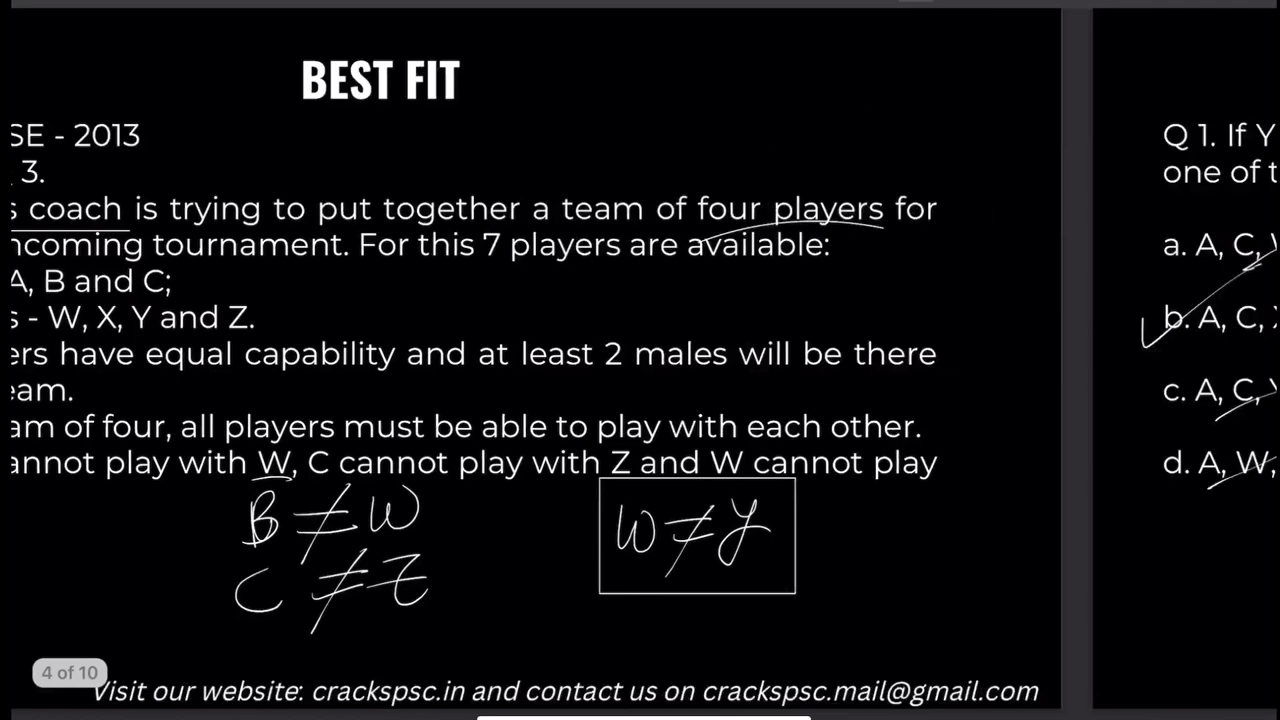 BEST FIT
SE - 2013
3.
s coach is trying to put together a team of four players for
ncoming tournament. For this 7 players are available:
A, B and C;
s - W, X, Y and Z.
ers have equal capability and at least 2 males will be there
eam.
am of four, all players must be able to play with each other.
annot play with W, C cannot play with Z and W cannot play
B ≠ W
C ≠ Z
W ≠ Y
4 of 10
Visit our website: crackspsc.in and contact us on crackspsc.mail@gmail.com
Q 1. If Y
one of t
a. A, C,
b. A, C,
c. A, C,
d. A, W,